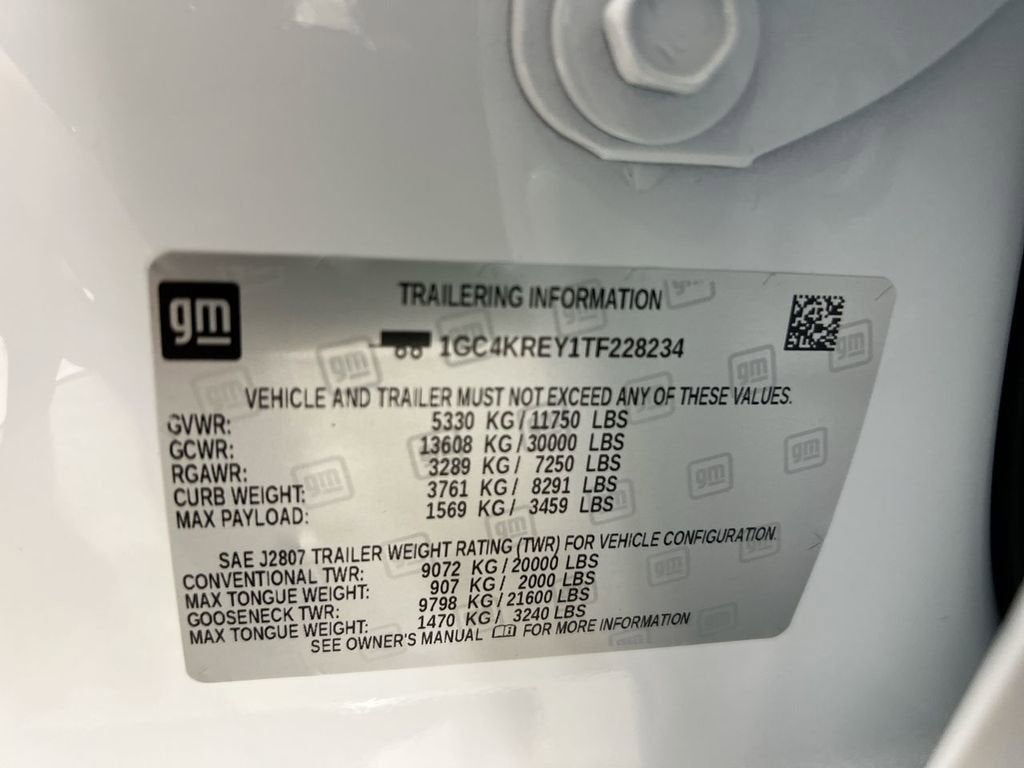 gm
TRAILERING INFORMATION
1GC4KREY1TF228234
VEHICLE AND TRAILER MUST NOT EXCEED ANY OF THESE VALUES.
GVWR: 5330 KG / 11750 LBS
GCWR: 13608 KG / 30000 LBS
RGAWR: 3289 KG / 7250 LBS
CURB WEIGHT: 3761 KG / 8291 LBS
MAX PAYLOAD: 1569 KG / 3459 LBS
SAE J2807 TRAILER WEIGHT RATING (TWR) FOR VEHICLE CONFIGURATION.
CONVENTIONAL TWR: 9072 KG / 20000 LBS
MAX TONGUE WEIGHT: 907 KG / 2000 LBS
GOOSENECK TWR: 9798 KG / 21600 LBS
MAX TONGUE WEIGHT: 1470 KG / 3240 LBS
SEE OWNER'S MANUAL FOR MORE INFORMATION